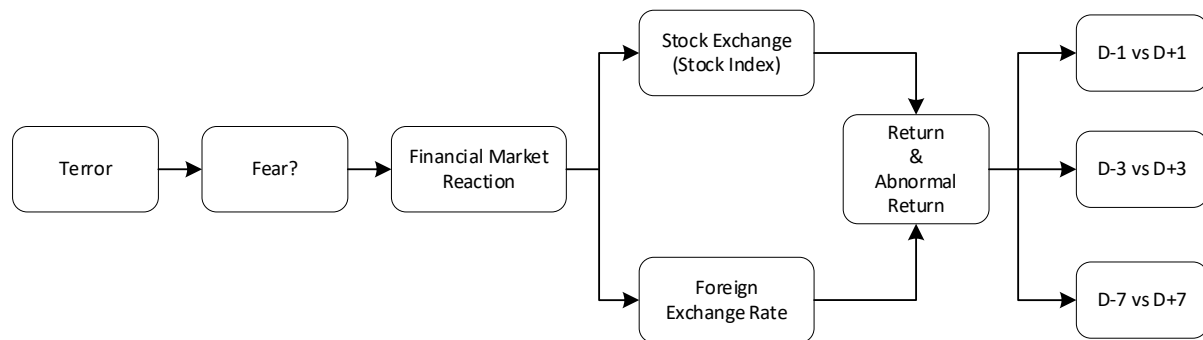 Terror
Fear?
Financial Market
Reaction
Stock Exchange
(Stock Index)
Foreign
Exchange Rate
Return
&
Abnormal
Return
D-1 vs D+1
D-3 vs D+3
D-7 vs D+7